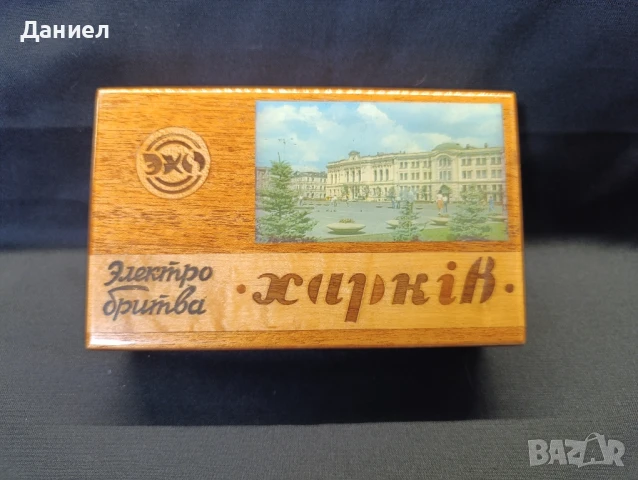 Даниел
ЭХО
Электро
бритва
·харків·
BAZAR